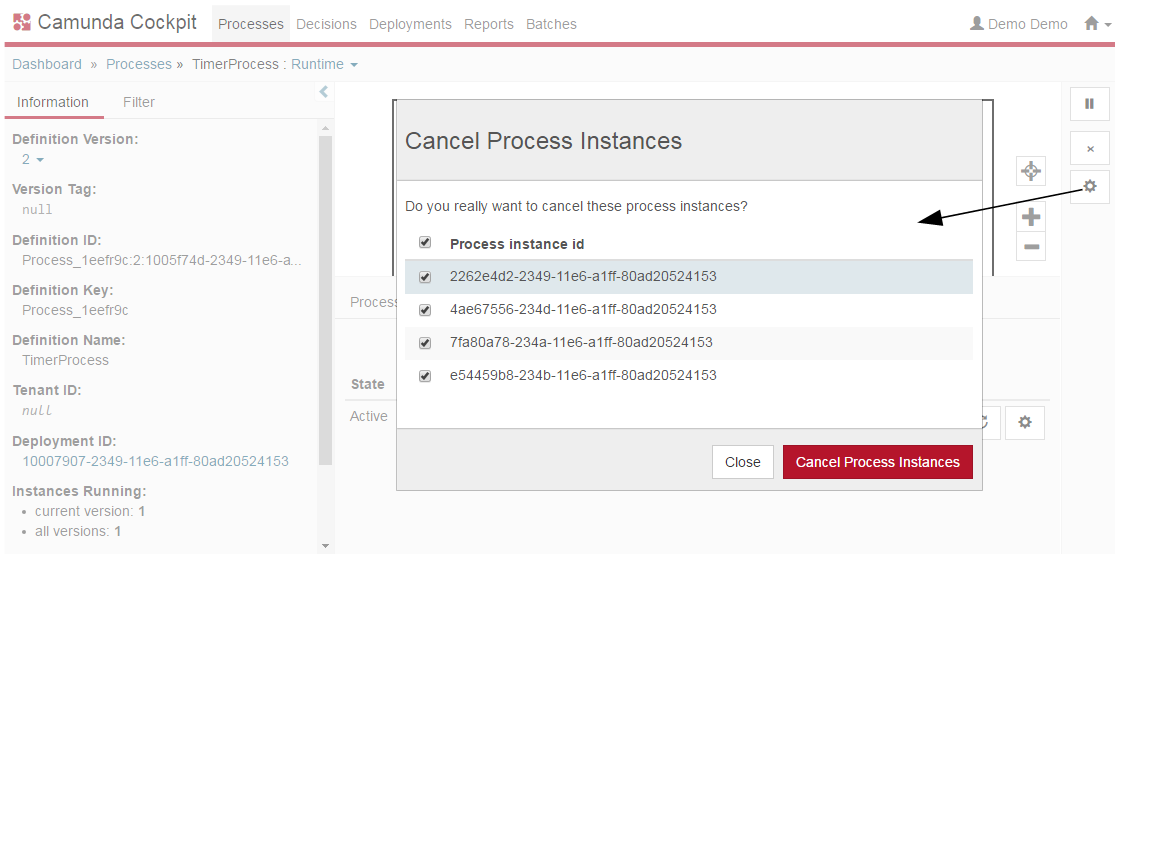 Camunda Cockpit Processes Decisions Deployments Reports Batches Demo Demo
Dashboard » Processes » TimerProcess : Runtime
Information Filter
Definition Version:
2
Version Tag:
null
Definition ID:
Process_1eefr9c:2:1005f74d-2349-11e6-a...
Definition Key:
Process_1eefr9c
Definition Name:
TimerProcess
Tenant ID:
null
Deployment ID:
10007907-2349-11e6-a1ff-80ad20524153
Instances Running:
• current version: 1
• all versions: 1
Process
State
Active
Cancel Process Instances
Do you really want to cancel these process instances?
Process instance id
2262e4d2-2349-11e6-a1ff-80ad20524153
4ae67556-234d-11e6-a1ff-80ad20524153
7fa80a78-234a-11e6-a1ff-80ad20524153
e54459b8-234b-11e6-a1ff-80ad20524153
Close Cancel Process Instances